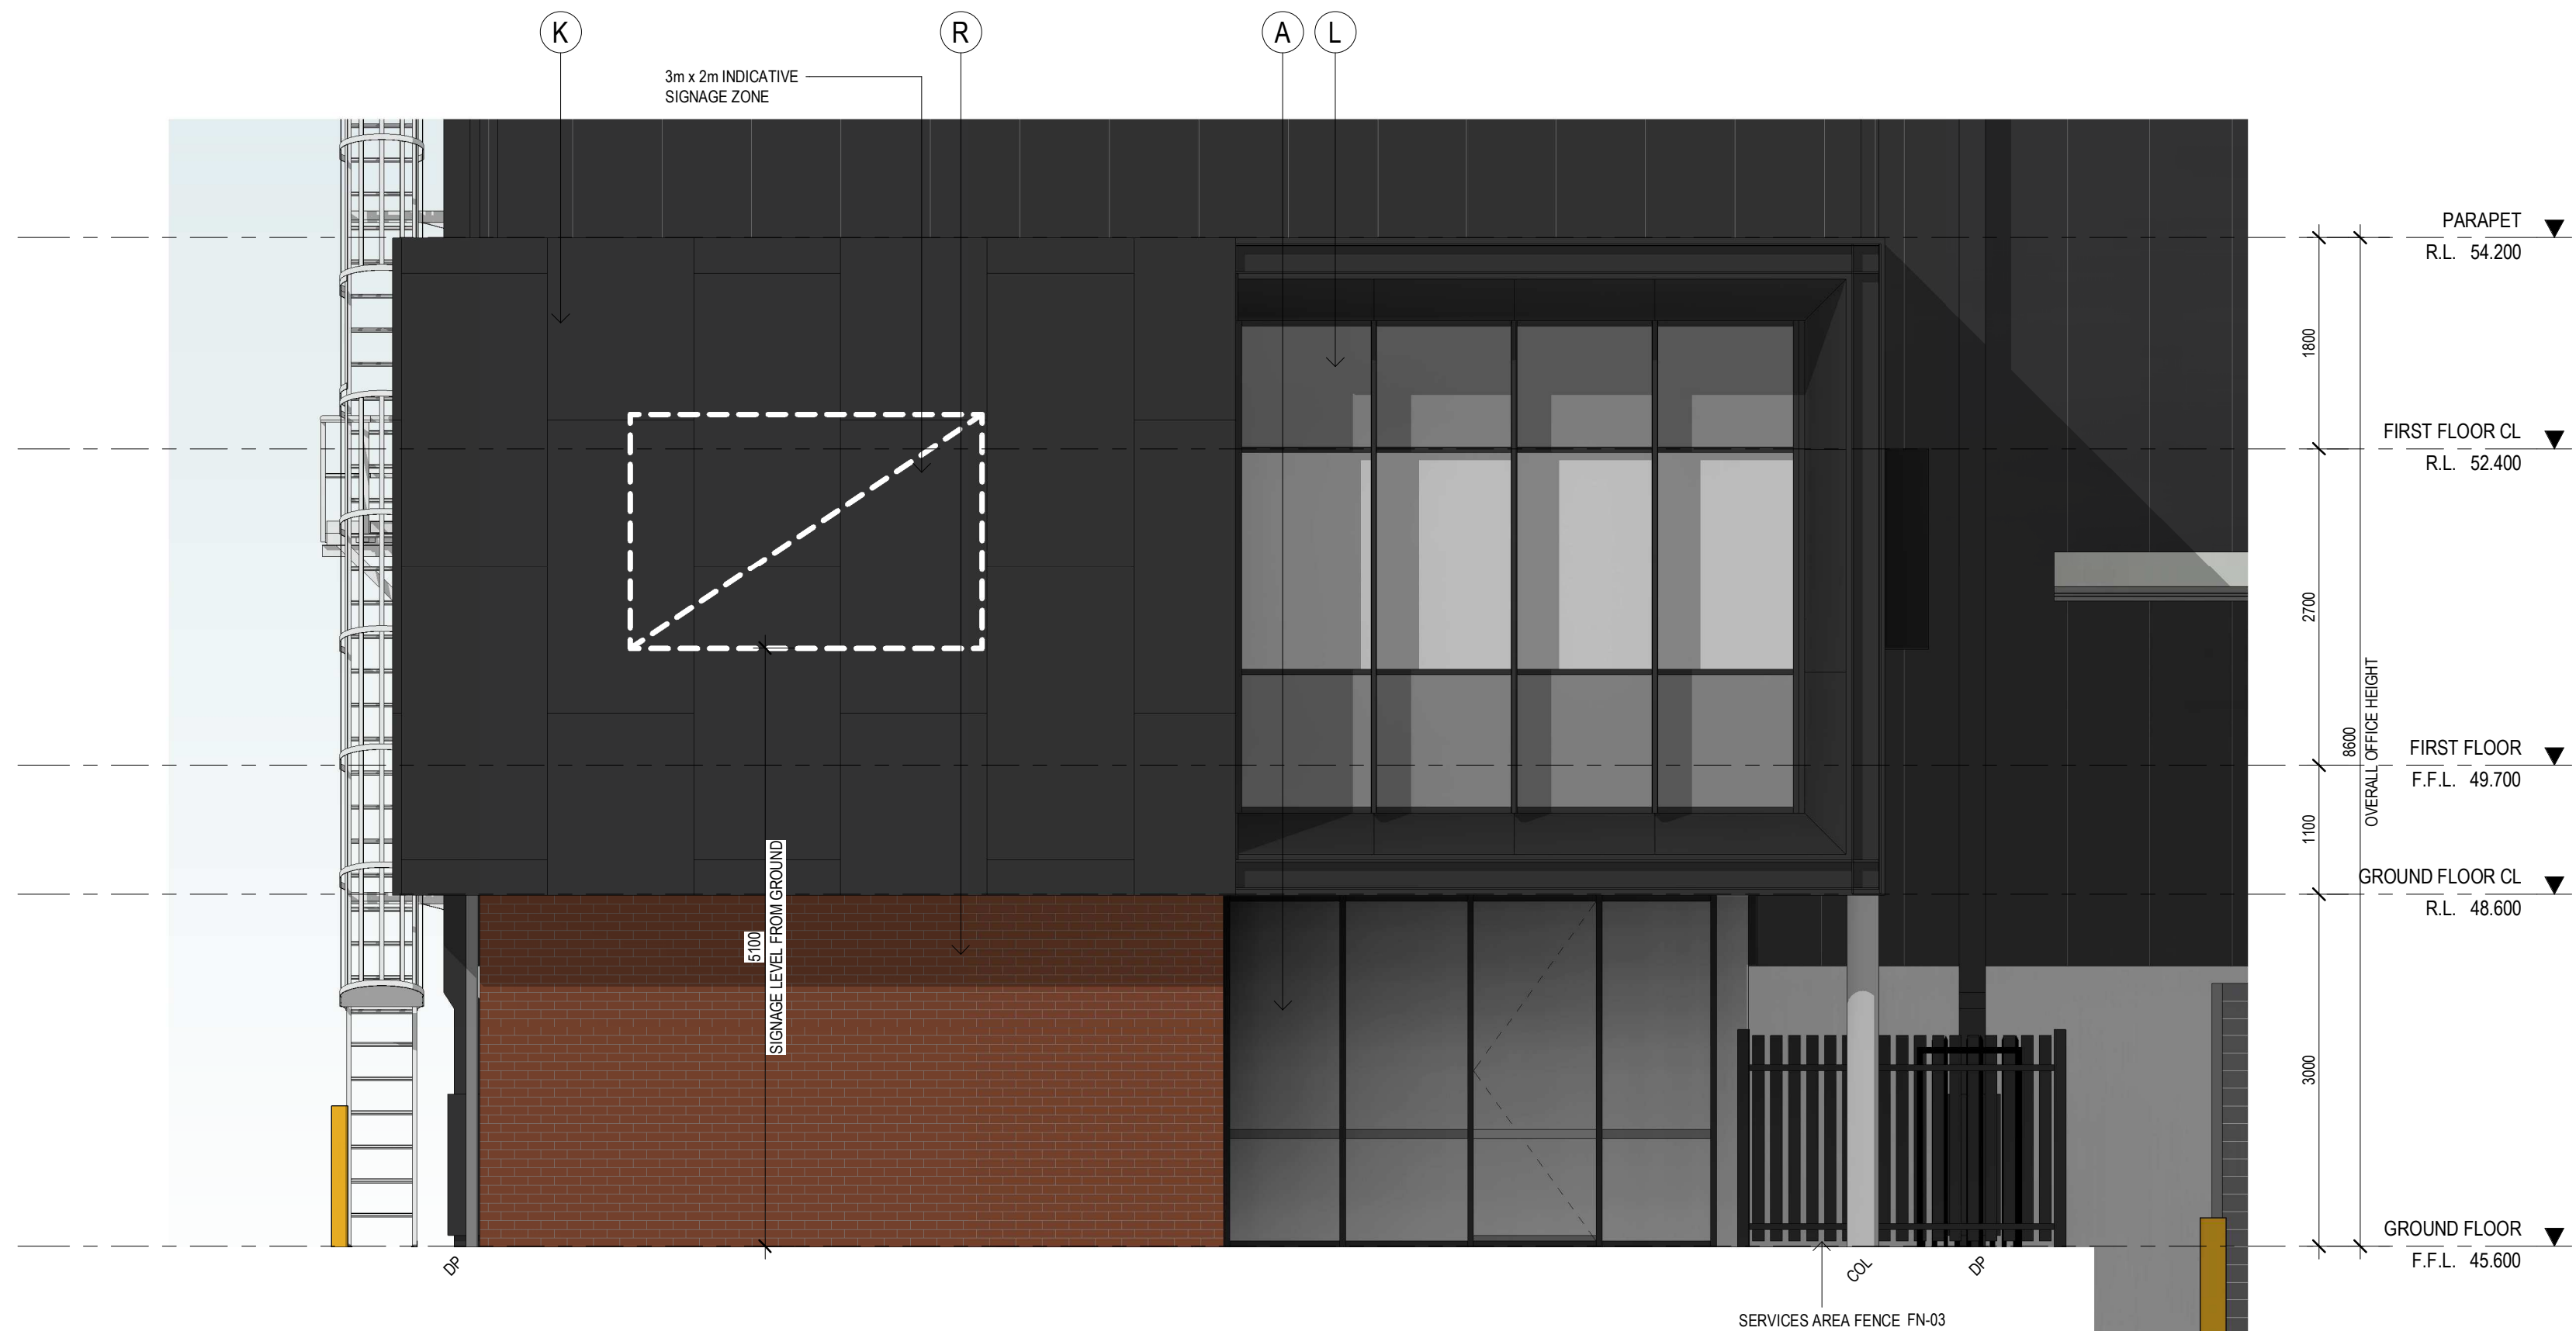 K
R
A
L
3m x 2m INDICATIVE
SIGNAGE ZONE
PARAPET
R.L. 54.200
1800
FIRST FLOOR CL
R.L. 52.400
2700
8600
OVERALL OFFICE HEIGHT
FIRST FLOOR
F.F.L. 49.700
1100
GROUND FLOOR CL
R.L. 48.600
5100
SIGNAGE LEVEL FROM GROUND
3000
GROUND FLOOR
F.F.L. 45.600
DP
COL
DP
SERVICES AREA FENCE FN-03